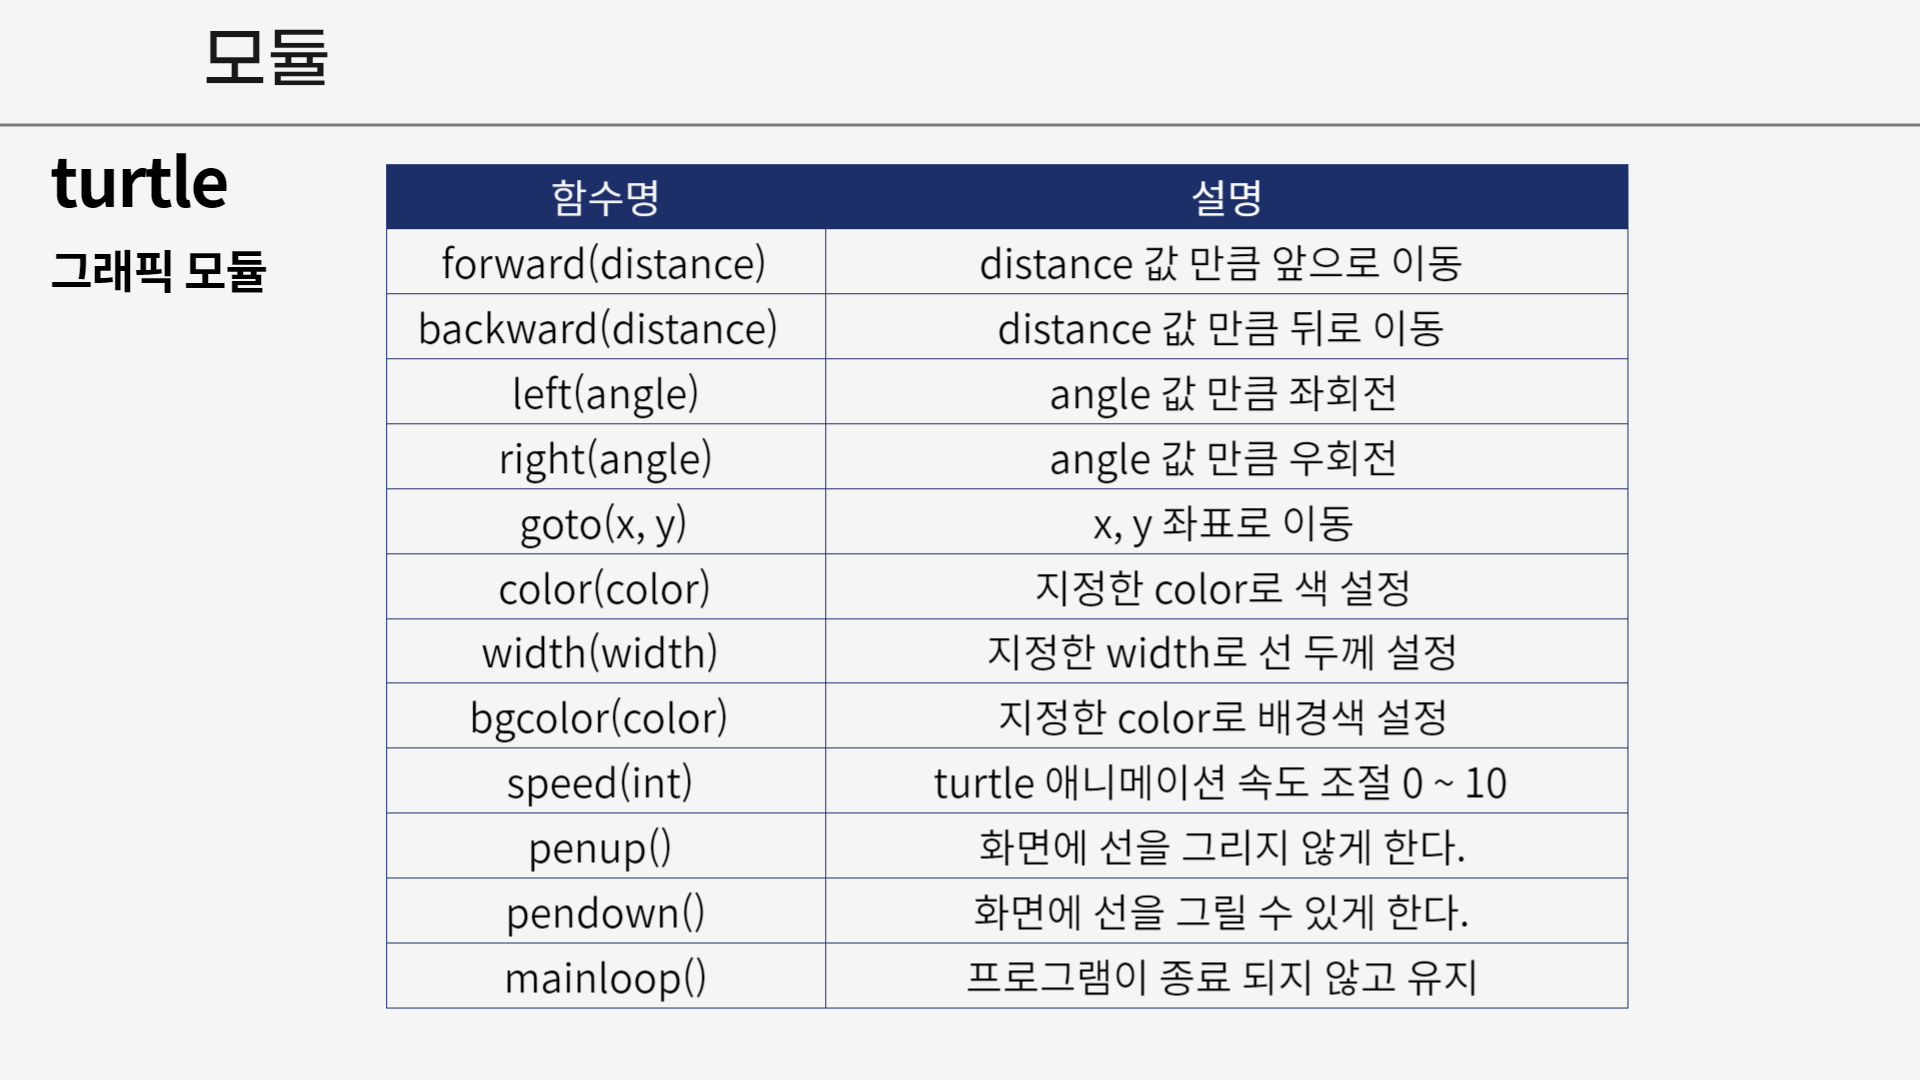 모듈
turtle
그래픽 모듈
함수명 설명
forward(distance) distance 값 만큼 앞으로 이동
backward(distance) distance 값 만큼 뒤로 이동
left(angle) angle 값 만큼 좌회전
right(angle) angle 값 만큼 우회전
goto(x, y) x, y 좌표로 이동
color(color) 지정한 color로 색 설정
width(width) 지정한 width로 선 두께 설정
bgcolor(color) 지정한 color로 배경색 설정
speed(int) turtle 애니메이션 속도 조절 0 ~ 10
penup() 화면에 선을 그리지 않게 한다.
pendown() 화면에 선을 그릴 수 있게 한다.
mainloop() 프로그램이 종료 되지 않고 유지